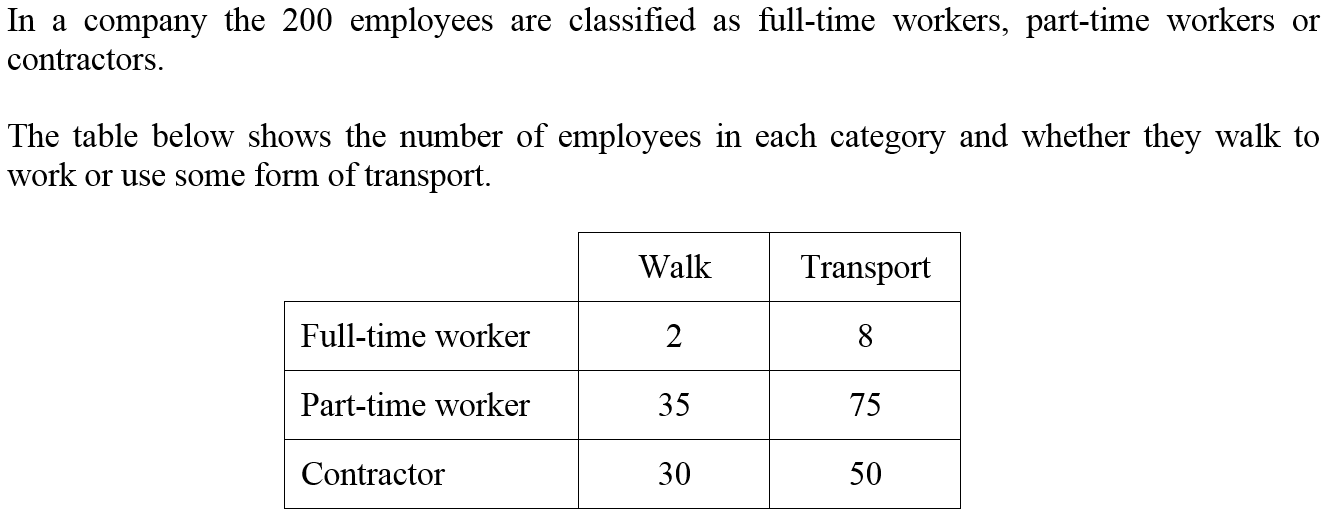 In a company the 200 employees are classified as full-time workers, part-time workers or
contractors.
The table below shows the number of employees in each category and whether they walk to
work or use some form of transport.
Walk Transport
Full-time worker 2 8
Part-time worker 35 75
Contractor 30 50